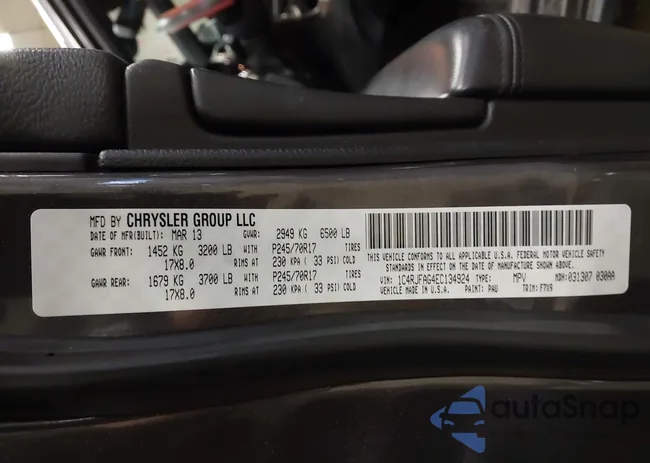 MFD BY CHRYSLER GROUP LLC
DATE OF MFR(BUILT): MAR 13 GVWR: 2949 KG 6500 LB
GAWR FRONT: 1452 KG 3200 LB WITH P245/70R17 TIRES
17X8.0 RIMS AT 230 KPA ( 33 PSI) COLD
GAWR REAR: 1679 KG 3700 LB WITH P245/70R17 TIRES
17X8.0 RIMS AT 230 KPA ( 33 PSI) COLD
THIS VEHICLE CONFORMS TO ALL APPLICABLE U.S.A. FEDERAL MOTOR VEHICLE SAFETY
STANDARDS IN EFFECT ON THE DATE OF MANUFACTURE SHOWN ABOVE.
VIN: 1C4RJFAG4EC134924 TYPE: MPV MDH:031307 030AA
VEHICLE MADE IN U.S.A. PAINT: PAU TRIM: F7X9
autoSnap